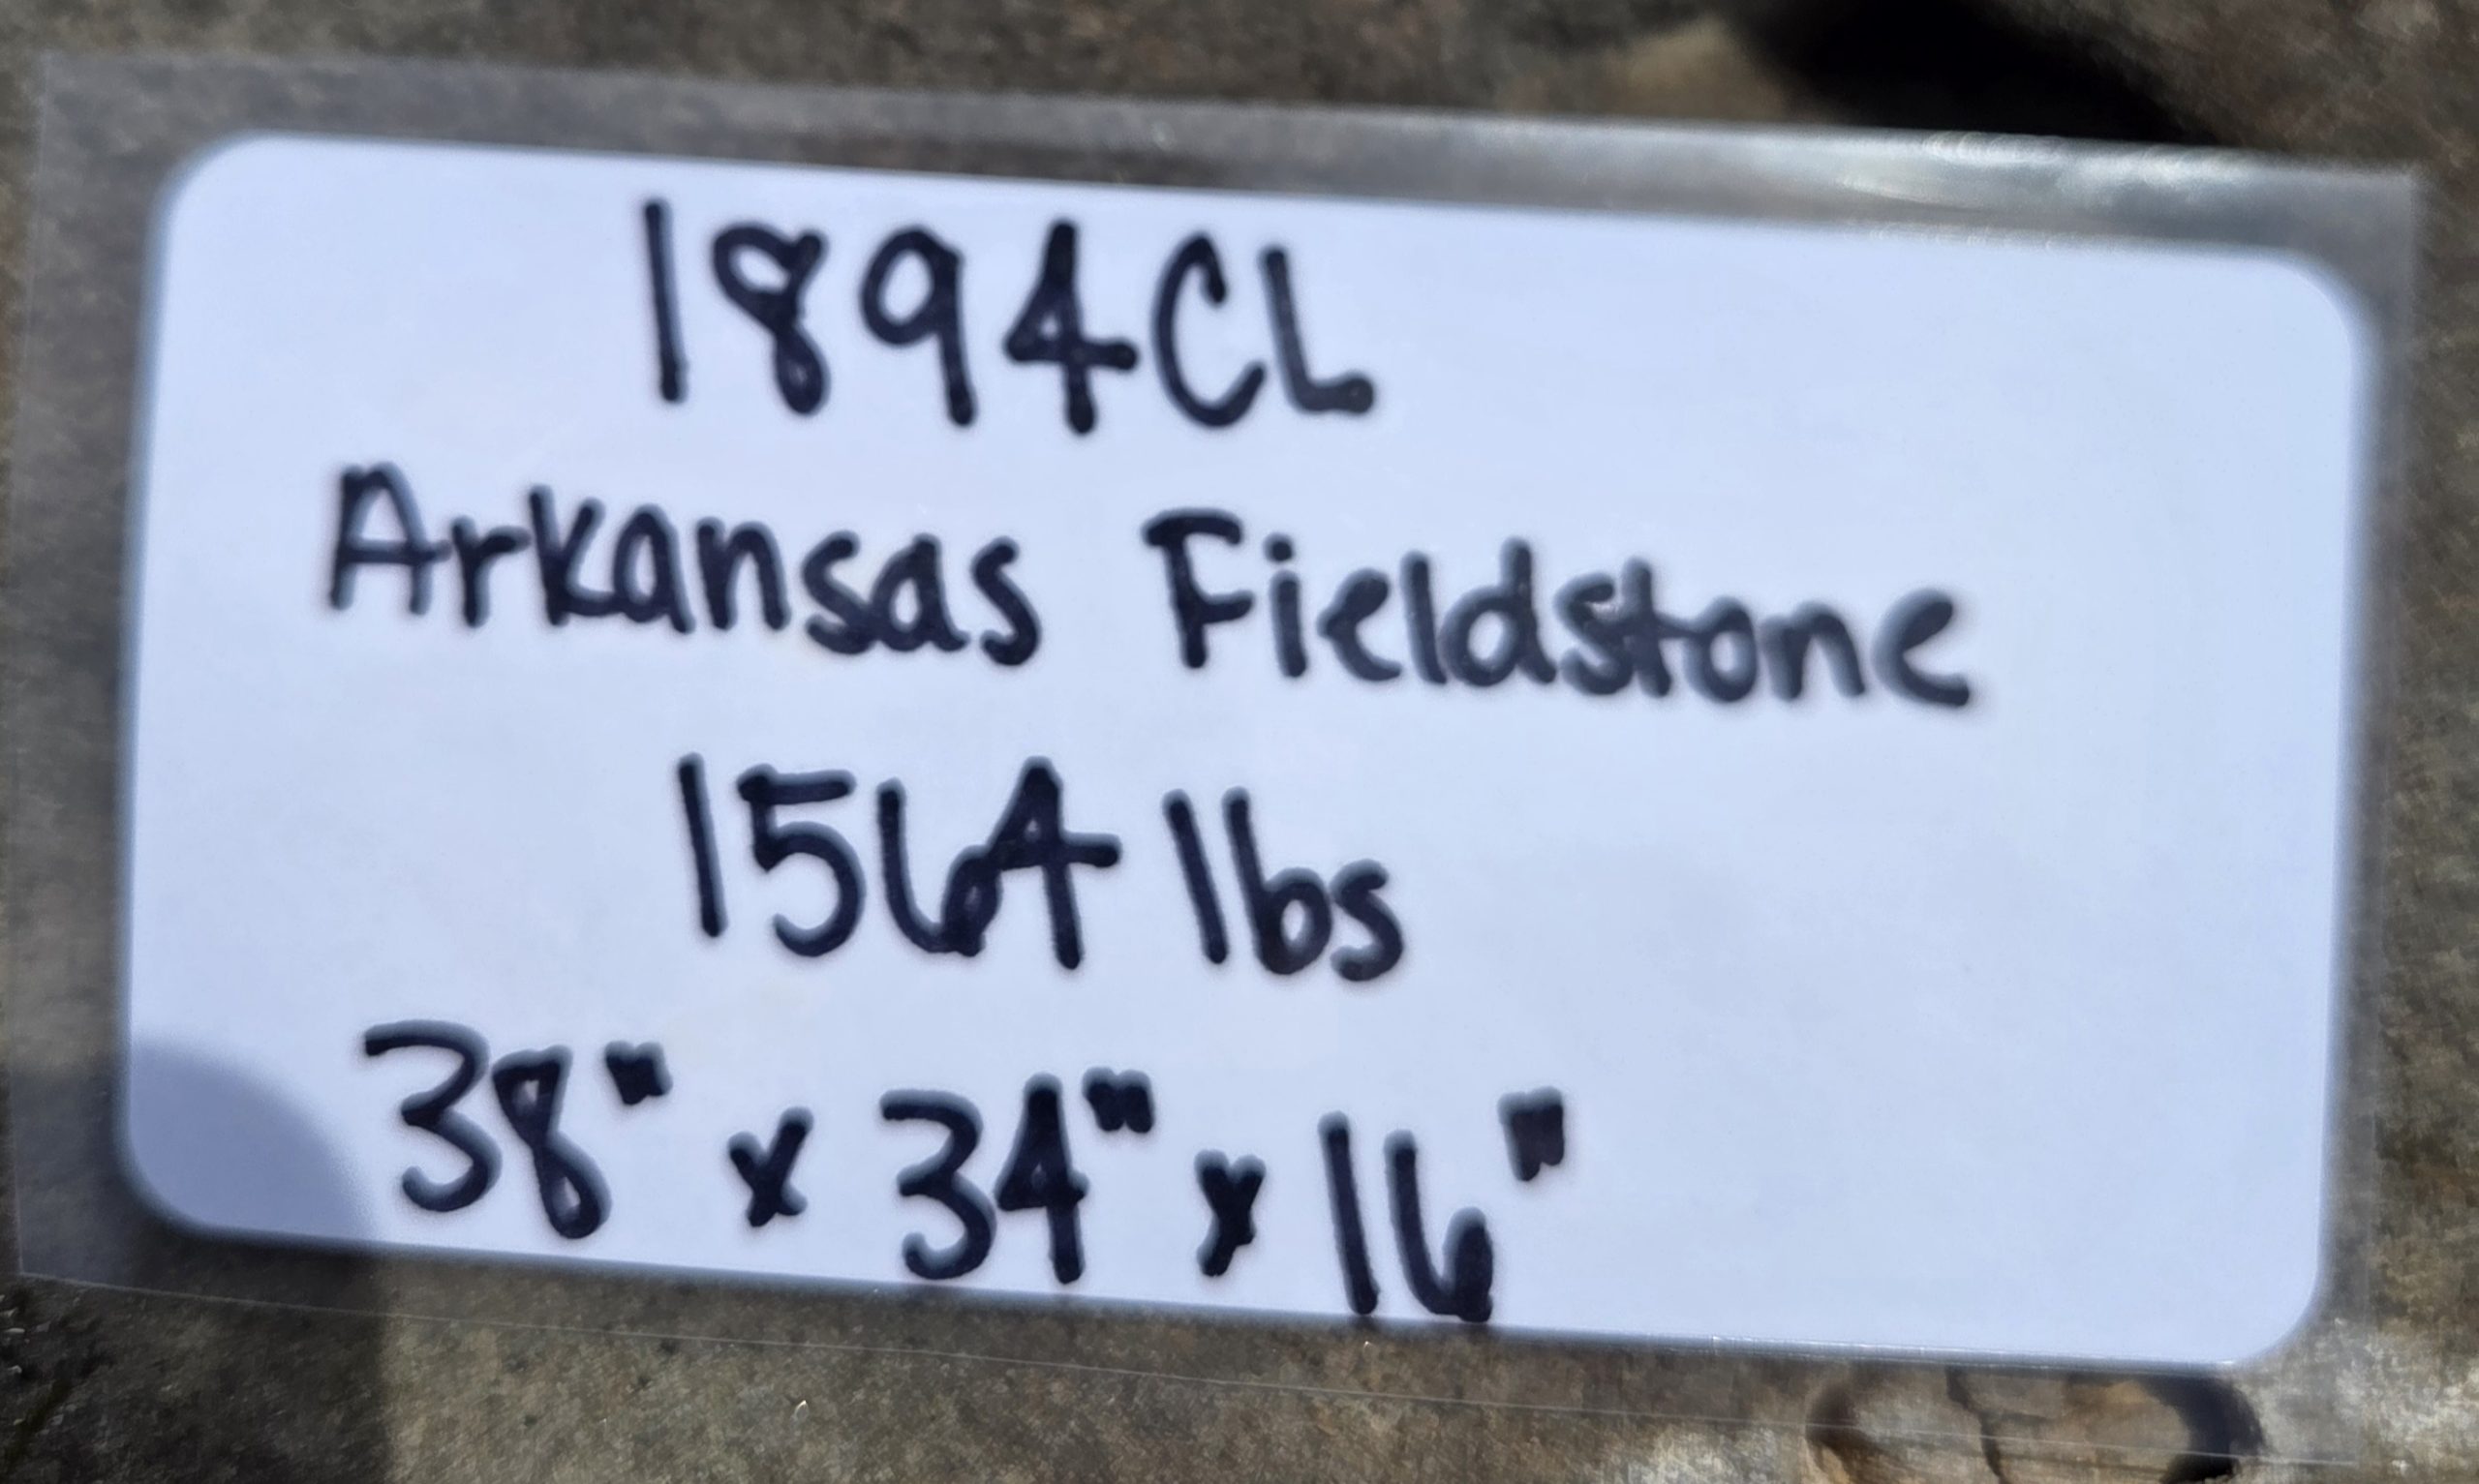 1894CL
Arkansas Fieldstone
1564 lbs
38" x 34" x 16"